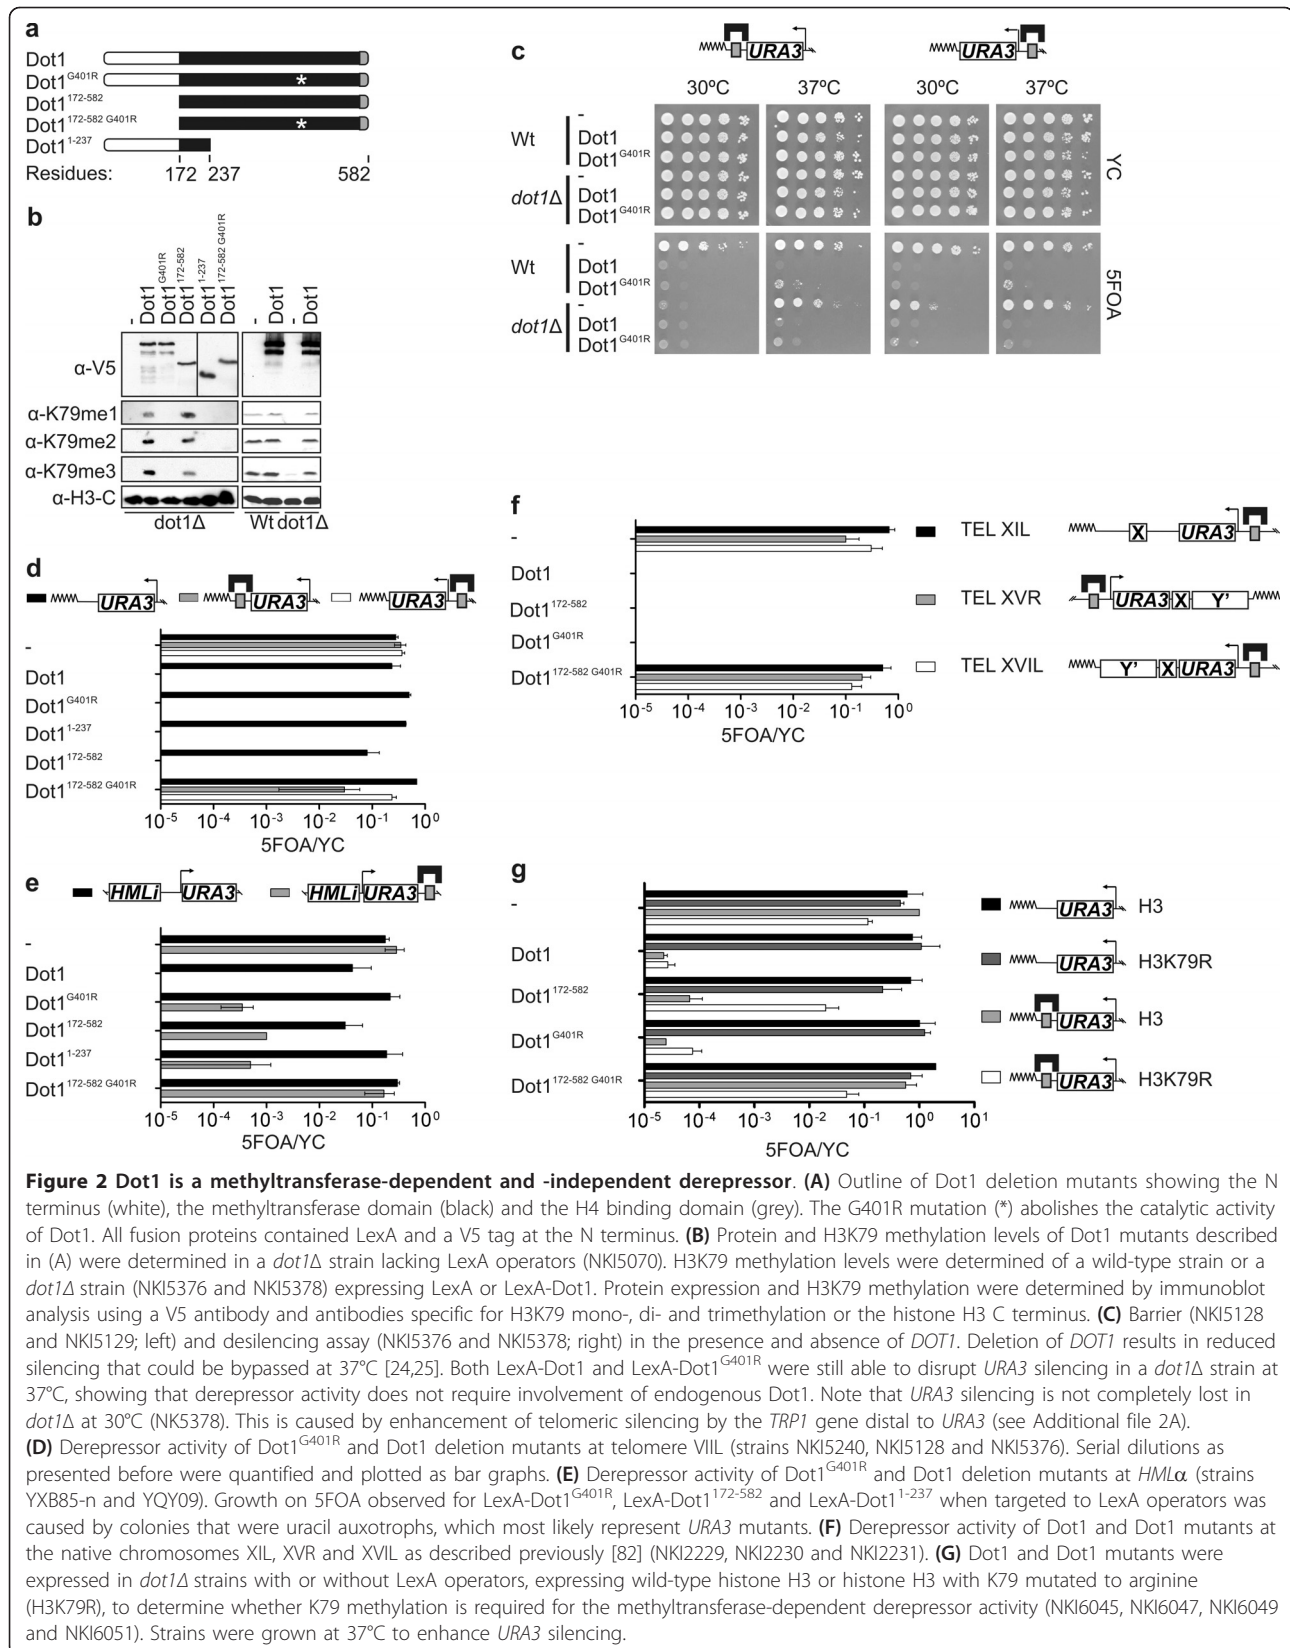 a
Dot1
Dot1G401R
Dot1172-582
Dot1172-582 G401R
Dot11-237
Residues: 172 237 582
b
- Dot1 Dot1G401R Dot1172-582 Dot11-237 Dot1172-582 G401R - Dot1 - Dot1
α-V5
α-K79me1
α-K79me2
α-K79me3
α-H3-C
dot1Δ Wt dot1Δ
c
URA3 URA3
30ºC 37ºC 30ºC 37ºC
Wt
-
Dot1
Dot1G401R
dot1Δ
-
Dot1
Dot1G401R
YC
Wt
-
Dot1
Dot1G401R
dot1Δ
-
Dot1
Dot1G401R
5FOA
d
URA3 URA3 URA3
-
Dot1
Dot1G401R
Dot11-237
Dot1172-582
Dot1172-582 G401R
10-5 10-4 10-3 10-2 10-1 100
5FOA/YC
e
HMLi URA3 HMLi URA3
-
Dot1
Dot1G401R
Dot1172-582
Dot11-237
Dot1172-582 G401R
10-5 10-4 10-3 10-2 10-1 100
5FOA/YC
f
-
Dot1
Dot1172-582
Dot1G401R
Dot1172-582 G401R
10-5 10-4 10-3 10-2 10-1 100
5FOA/YC
TEL XIL X URA3
TEL XVR URA3 X Y'
TEL XVIL Y' X URA3
g
-
Dot1
Dot1172-582
Dot1G401R
Dot1172-582 G401R
10-5 10-4 10-3 10-2 10-1 100 101
5FOA/YC
URA3 H3
URA3 H3K79R
URA3 H3
URA3 H3K79R
Figure 2 Dot1 is a methyltransferase-dependent and -independent derepressor. (A) Outline of Dot1 deletion mutants showing the N
terminus (white), the methyltransferase domain (black) and the H4 binding domain (grey). The G401R mutation (*) abolishes the catalytic activity
of Dot1. All fusion proteins contained LexA and a V5 tag at the N terminus. (B) Protein and H3K79 methylation levels of Dot1 mutants described
in (A) were determined in a dot1Δ strain lacking LexA operators (NKI5070). H3K79 methylation levels were determined of a wild-type strain or a
dot1Δ strain (NKI5376 and NKI5378) expressing LexA or LexA-Dot1. Protein expression and H3K79 methylation were determined by immunoblot
analysis using a V5 antibody and antibodies specific for H3K79 mono-, di- and trimethylation or the histone H3 C terminus. (C) Barrier (NKI5128
and NKI5129; left) and desilencing assay (NKI5376 and NKI5378; right) in the presence and absence of DOT1. Deletion of DOT1 results in reduced
silencing that could be bypassed at 37°C [24,25]. Both LexA-Dot1 and LexA-Dot1G401R were still able to disrupt URA3 silencing in a dot1Δ strain at
37°C, showing that derepressor activity does not require involvement of endogenous Dot1. Note that URA3 silencing is not completely lost in
dot1Δ at 30°C (NK5378). This is caused by enhancement of telomeric silencing by the TRP1 gene distal to URA3 (see Additional file 2A).
(D) Derepressor activity of Dot1G401R and Dot1 deletion mutants at telomere VIIL (strains NKI5240, NKI5128 and NKI5376). Serial dilutions as
presented before were quantified and plotted as bar graphs. (E) Derepressor activity of Dot1G401R and Dot1 deletion mutants at HMLα (strains
YXB85-n and YQY09). Growth on 5FOA observed for LexA-Dot1G401R, LexA-Dot1172-582 and LexA-Dot11-237 when targeted to LexA operators was
caused by colonies that were uracil auxotrophs, which most likely represent URA3 mutants. (F) Derepressor activity of Dot1 and Dot1 mutants at
the native chromosomes XIL, XVR and XVIL as described previously [82] (NKI2229, NKI2230 and NKI2231). (G) Dot1 and Dot1 mutants were
expressed in dot1Δ strains with or without LexA operators, expressing wild-type histone H3 or histone H3 with K79 mutated to arginine
(H3K79R), to determine whether K79 methylation is required for the methyltransferase-dependent derepressor activity (NKI6045, NKI6047, NKI6049
and NKI6051). Strains were grown at 37°C to enhance URA3 silencing.